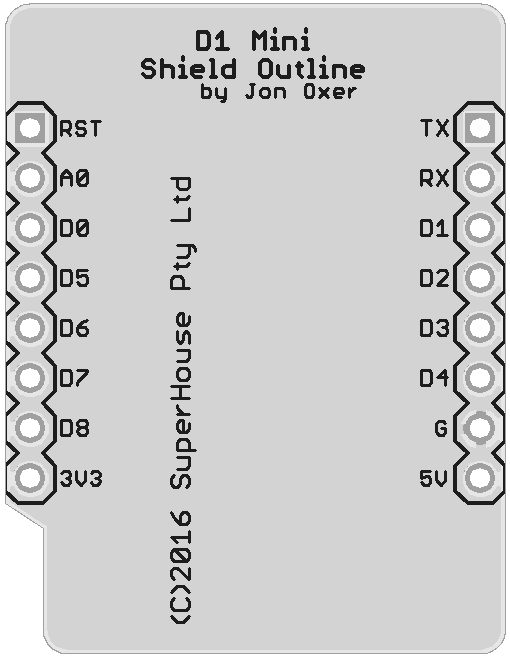 D1 Mini
Shield Outline
by Jon Oxer
RST
A0
D0
D5
D6
D7
D8
3V3
TX
RX
D1
D2
D3
D4
G
5V
(C)2016 SuperHouse Pty Ltd